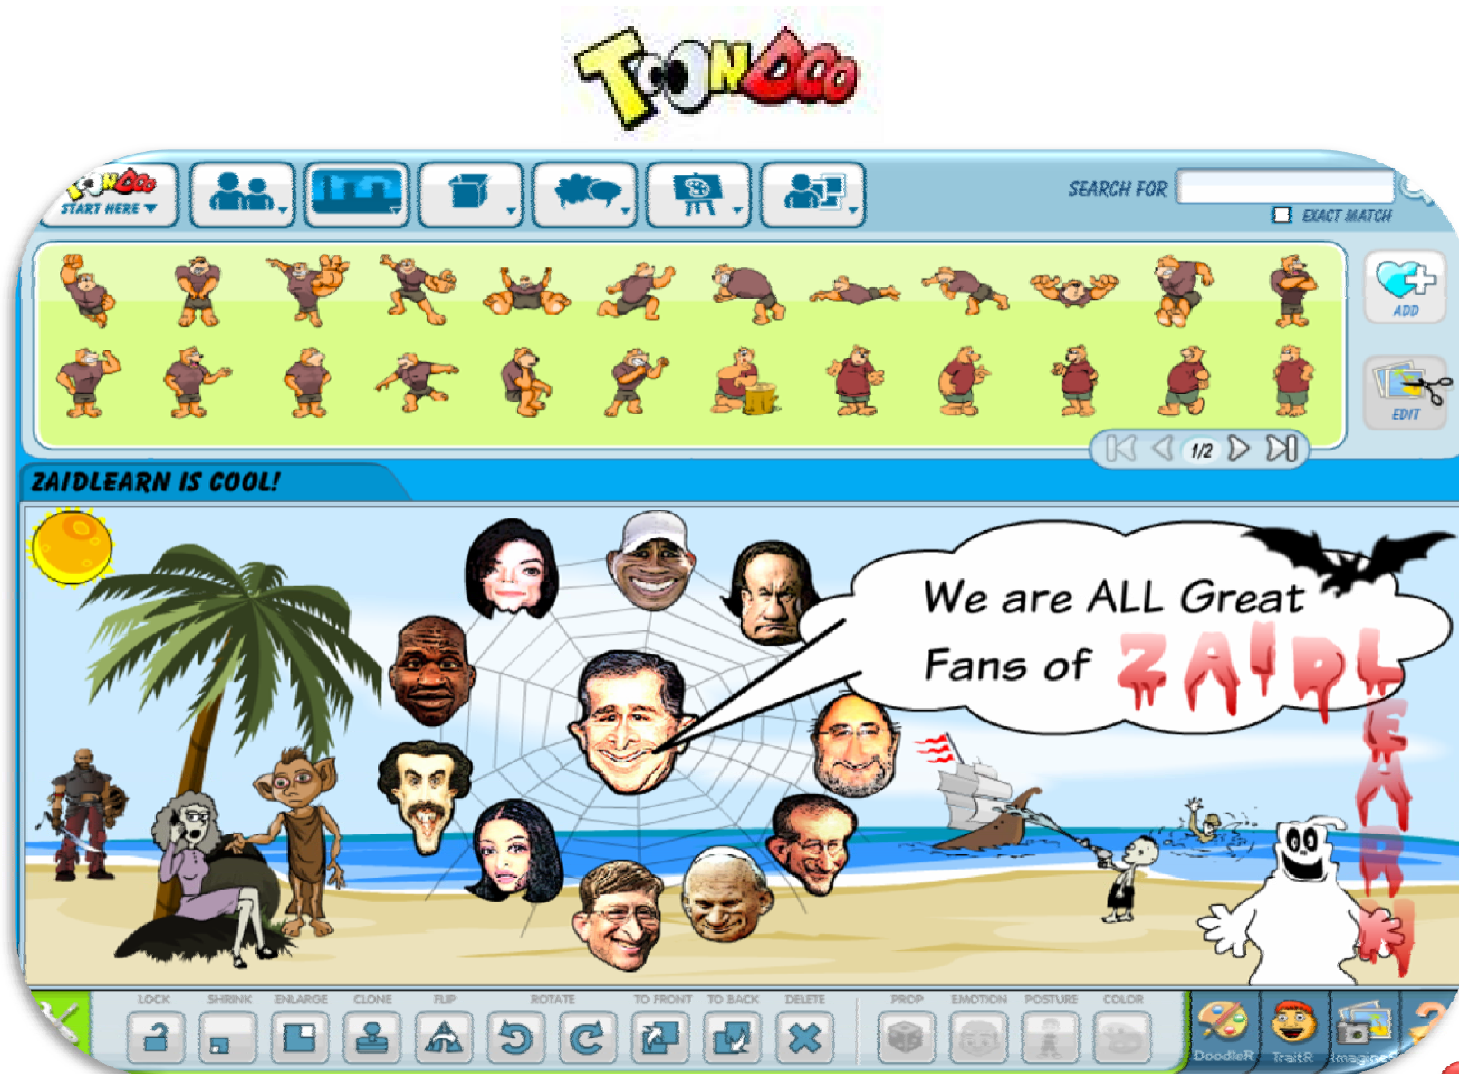 TOONDOO
TOONDOO
START HERE
SEARCH FOR
EXACT MATCH
ADD
EDIT
1/2
ZAIDLEARN IS COOL!
We are ALL Great
Fans of ZAIDL
EARN
LOCK SHRINK ENLARGE CLONE FLIP ROTATE TO FRONT TO BACK DELETE PROP EMOTION POSTURE COLOR
DoodleR TraitR